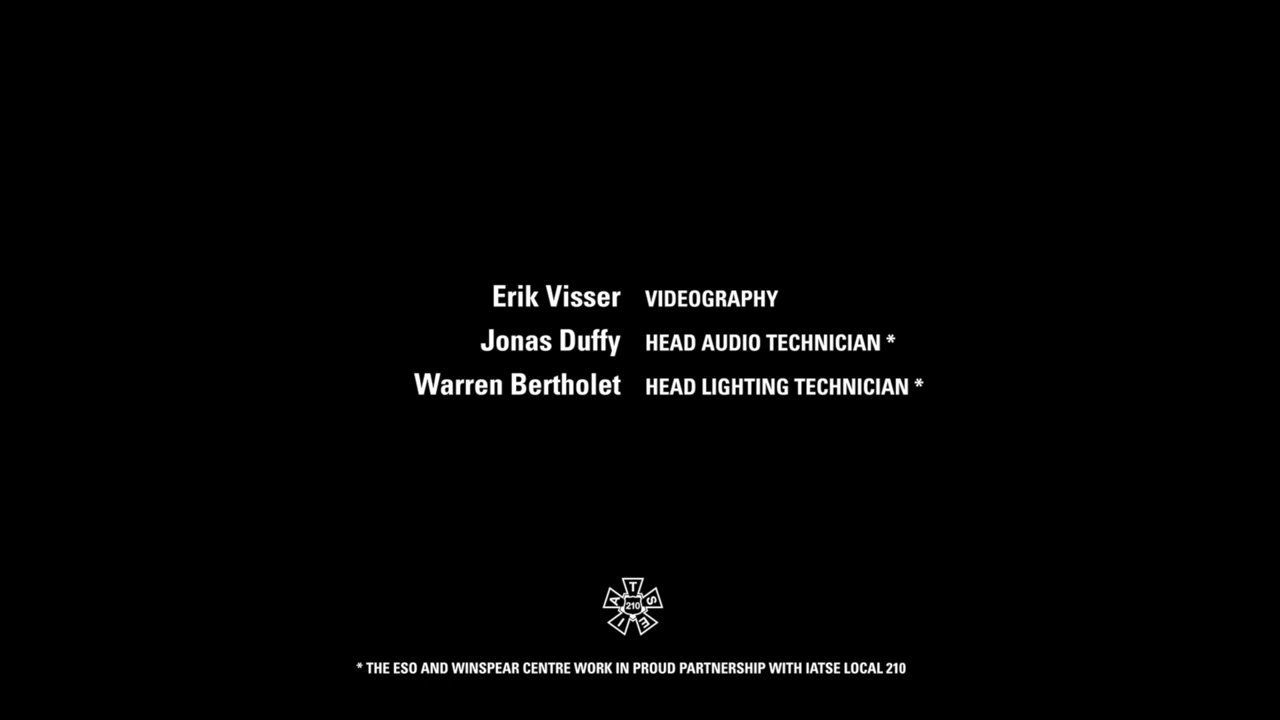 Erik Visser VIDEOGRAPHY
Jonas Duffy HEAD AUDIO TECHNICIAN *
Warren Bertholet HEAD LIGHTING TECHNICIAN *
I A T S E
210
* THE ESO AND WINSPEAR CENTRE WORK IN PROUD PARTNERSHIP WITH IATSE LOCAL 210